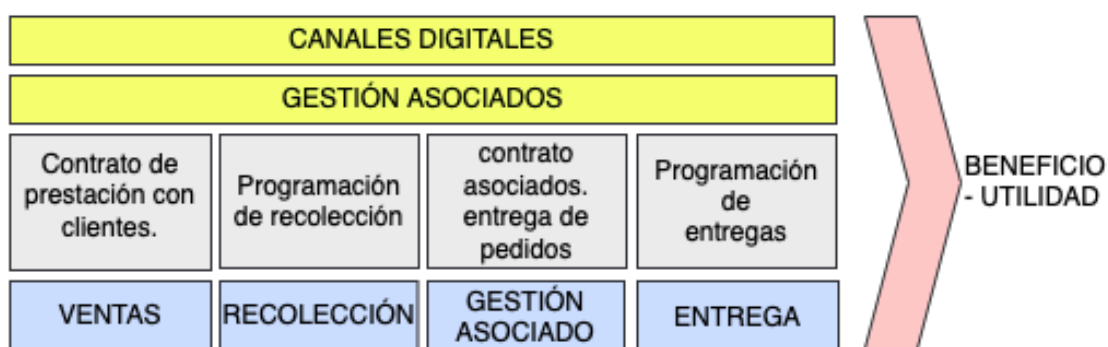 CANALES DIGITALES
GESTIÓN ASOCIADOS
Contrato de
prestación con
clientes.
Programación
de recolección
contrato
asociados.
entrega de
pedidos
Programación
de
entregas
VENTAS
RECOLECCIÓN
GESTIÓN
ASOCIADO
ENTREGA
BENEFICIO
- UTILIDAD